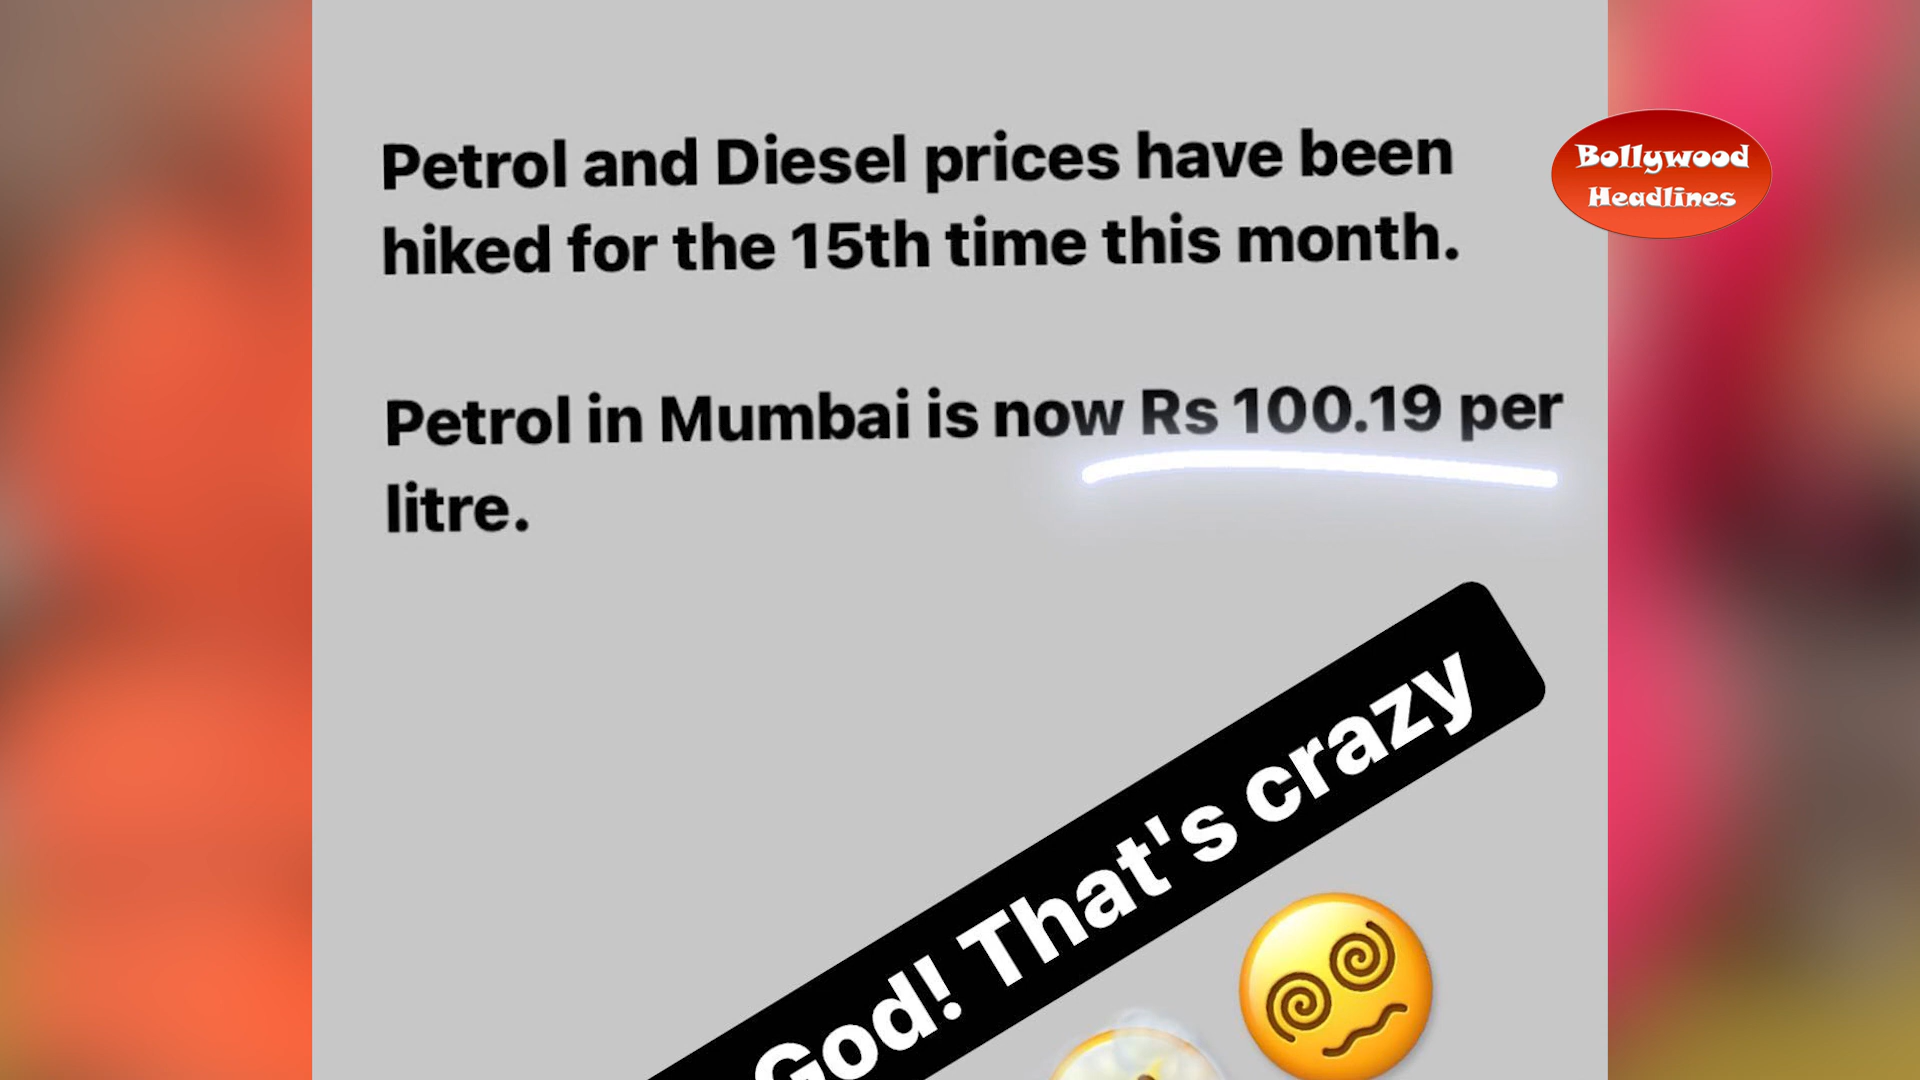 Petrol and Diesel prices have been
hiked for the 15th time this month.
Petrol in Mumbai is now Rs 100.19 per
litre.
God! That's crazy
Bollywood
Headlines